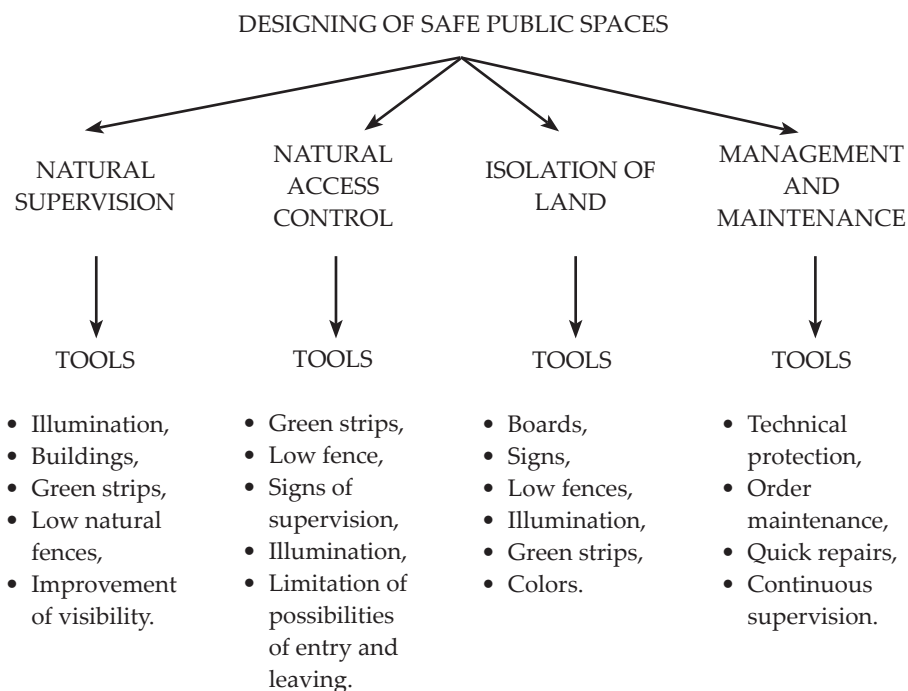 DESIGNING OF SAFE PUBLIC SPACES
NATURAL
SUPERVISION
NATURAL
ACCESS
CONTROL
ISOLATION OF
LAND
MANAGEMENT
AND
MAINTENANCE
TOOLS
• Illumination,
• Buildings,
• Green strips,
• Low natural
fences,
• Improvement
of visibility.
TOOLS
• Green strips,
• Low fence,
• Signs of
supervision,
• Illumination,
• Limitation of
possibilities
of entry and
leaving.
TOOLS
• Boards,
• Signs,
• Low fences,
• Illumination,
• Green strips,
• Colors.
TOOLS
• Technical
protection,
• Order
maintenance,
• Quick repairs,
• Continuous
supervision.